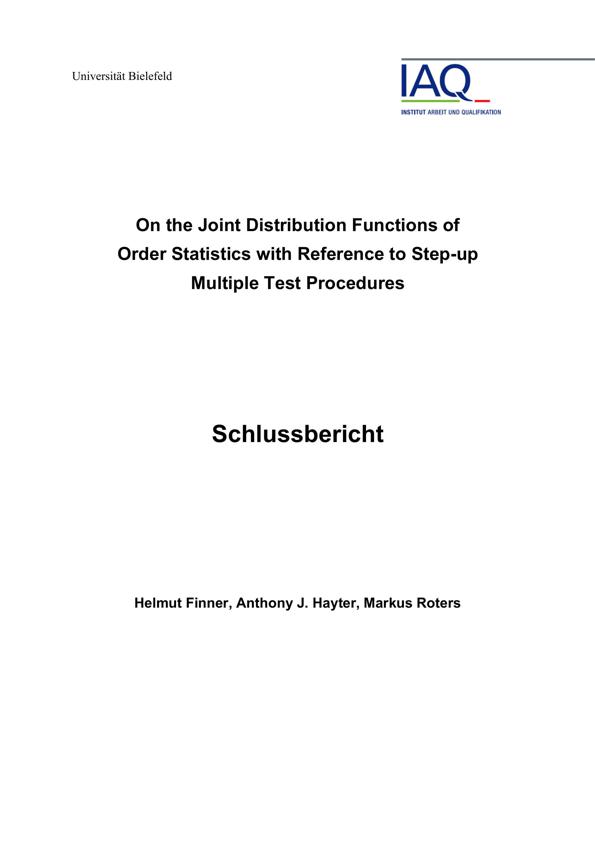 Universität Bielefeld
IAQ
INSTITUT ARBEIT UND QUALIFIKATION
On the Joint Distribution Functions of
Order Statistics with Reference to Step-up
Multiple Test Procedures
Schlussbericht
Helmut Finner, Anthony J. Hayter, Markus Roters